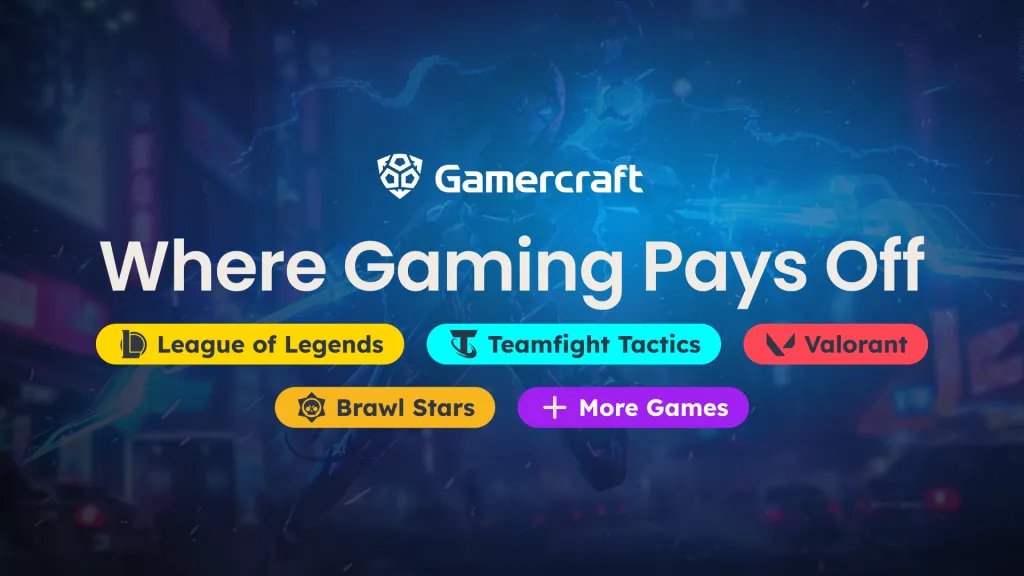 Gamercraft
Where Gaming Pays Off
League of Legends Teamfight Tactics Valorant
Brawl Stars + More Games